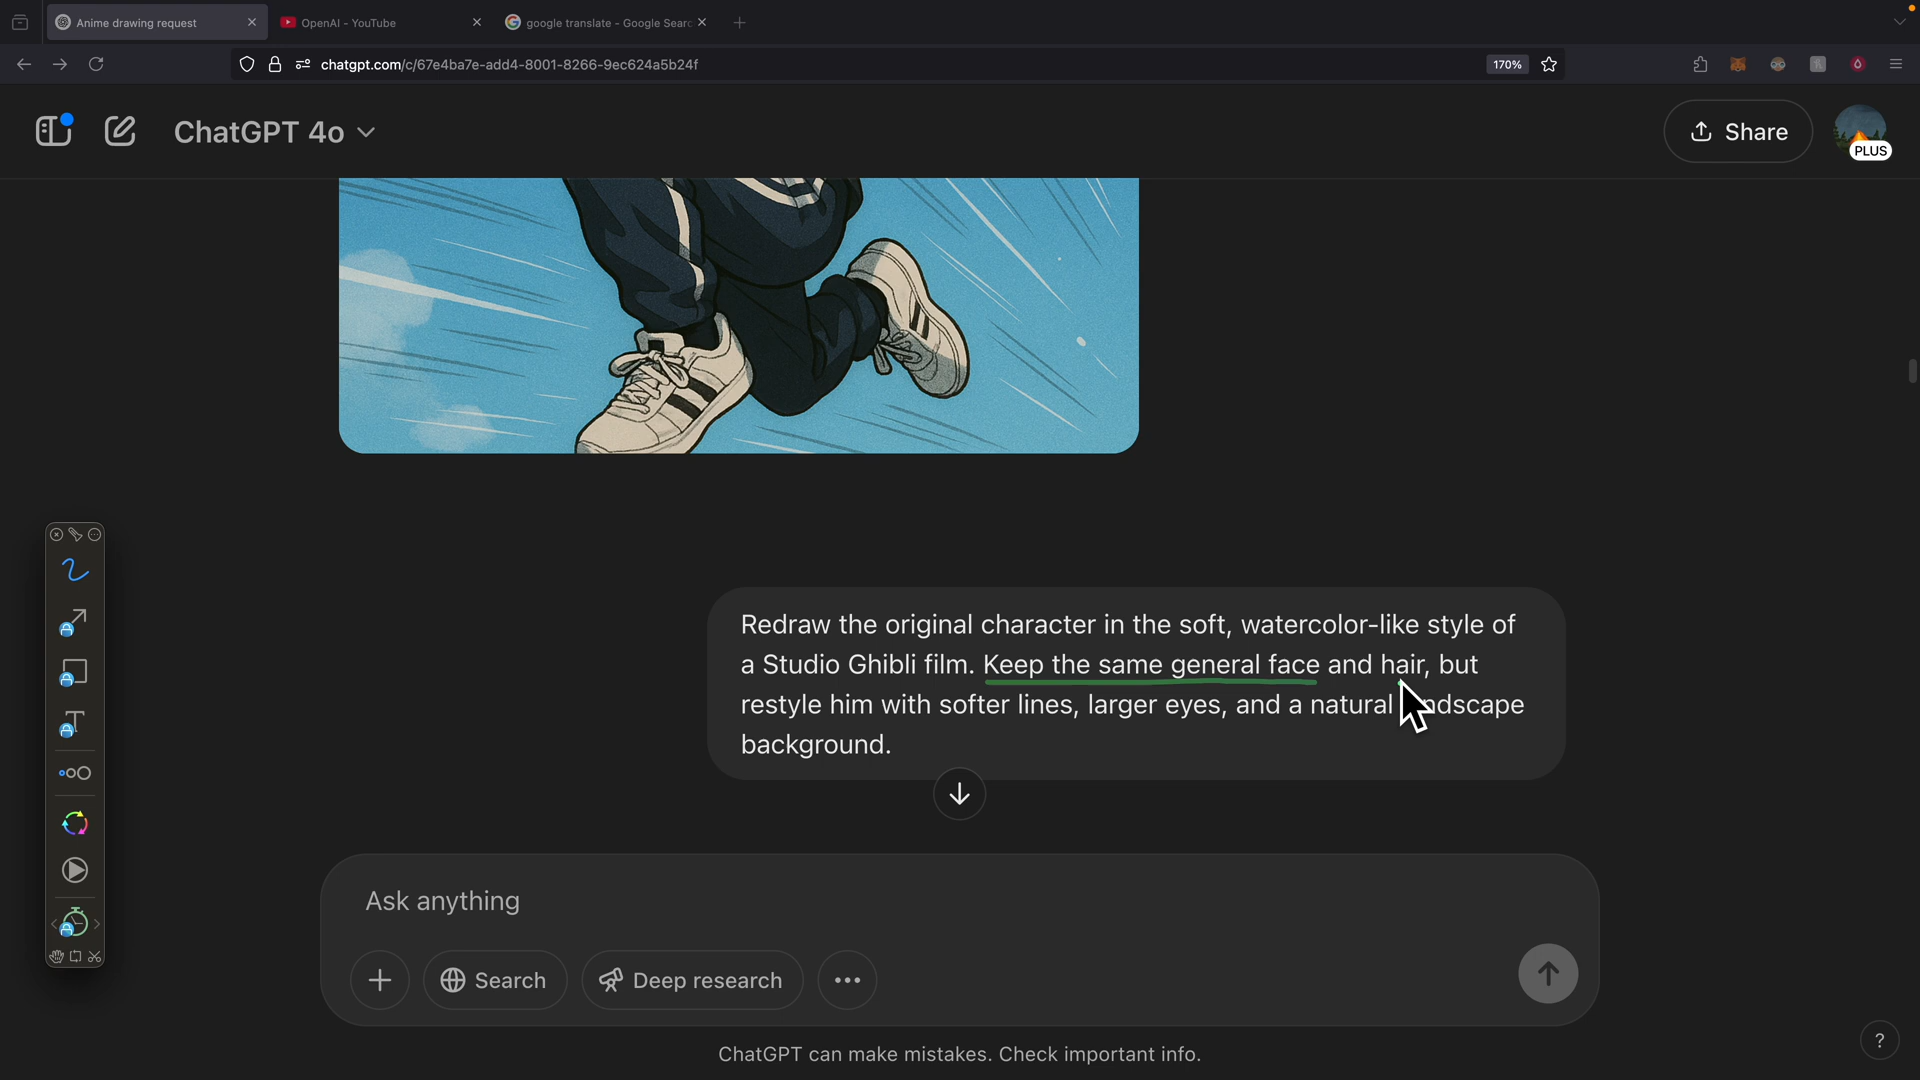 Anime drawing request
OpenAI - YouTube
google translate - Google Searc
chatgpt.com/c/67e4ba7e-add4-8001-8266-9ec624a5b24f
170%
ChatGPT 4o
Share
PLUS
Redraw the original character in the soft, watercolor-like style of
a Studio Ghibli film. Keep the same general face and hair, but
restyle him with softer lines, larger eyes, and a natural landscape
background.
T
Ask anything
Search
Deep research
ChatGPT can make mistakes. Check important info.
?